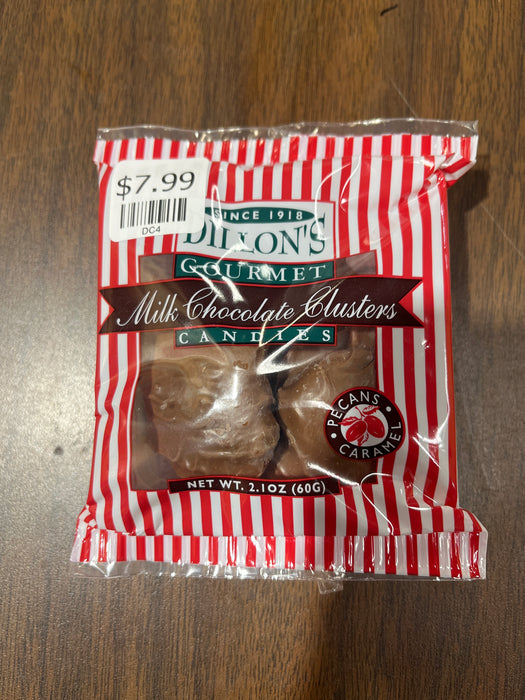 $7.99
DC4
SINCE 1918
DILLON'S
GOURMET
Milk Chocolate Clusters
CANDIES
PECANS
CARAMEL
NET WT. 2.1OZ (60G)